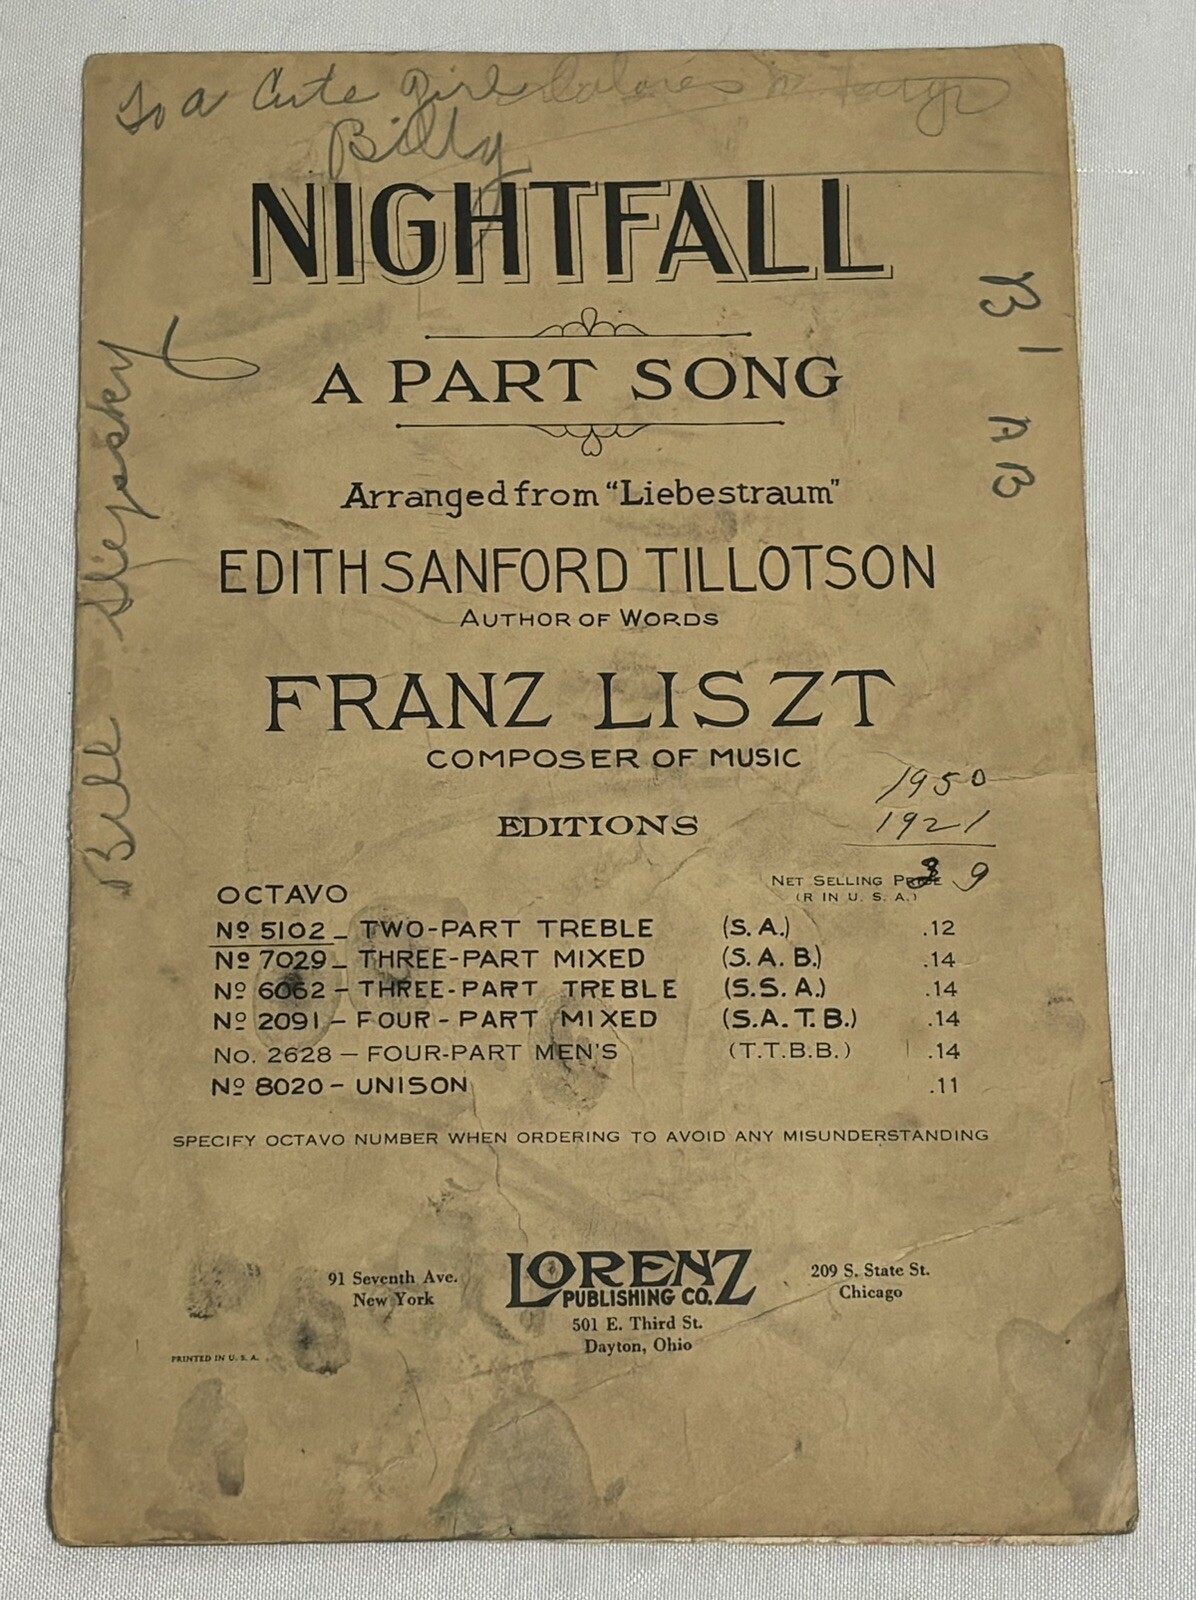 To a Cute girl Dolores
Billy
NIGHTFALL
A PART SONG
Arranged from "Liebestraum"
EDITH SANFORD TILLOTSON
AUTHOR OF WORDS
FRANZ LISZT
COMPOSER OF MUSIC
EDITIONS
1950
1921
39
NET SELLING PRICE
(R IN U. S. A.)
OCTAVO
Nº 5102 - TWO-PART TREBLE (S. A.) .12
Nº 7029 - THREE-PART MIXED (S. A. B.) .14
Nº 6062 - THREE-PART TREBLE (S.S. A.) .14
Nº 2091 - FOUR-PART MIXED (S.A.T.B.) .14
No. 2628 - FOUR-PART MEN'S (T.T.B.B.) .14
Nº 8020 - UNISON .11
SPECIFY OCTAVO NUMBER WHEN ORDERING TO AVOID ANY MISUNDERSTANDING
LORENZ
PUBLISHING CO.
91 Seventh Ave.
New York
501 E. Third St.
Dayton, Ohio
209 S. State St.
Chicago
PRINTED IN U. S. A.
Bill
B1 AB